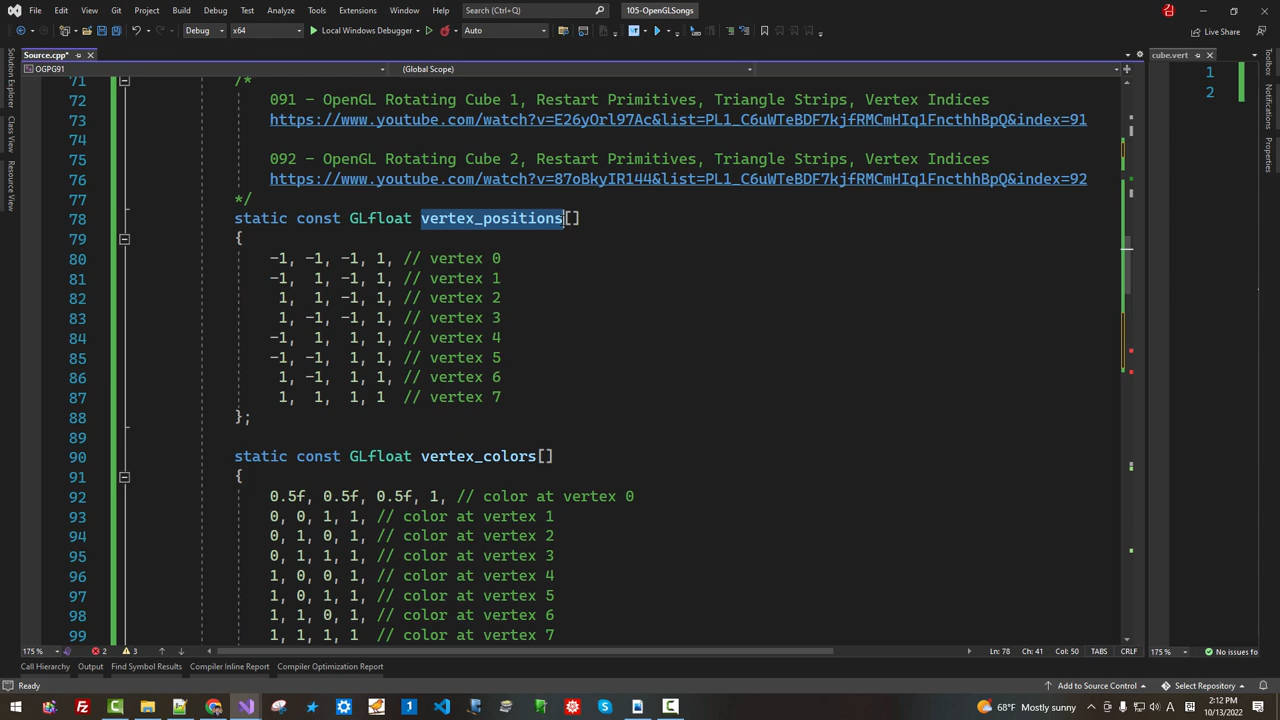 File Edit View Git Project Build Debug Test Analyze Tools Extensions Window Help Search (Ctrl+Q) 105-OpenGLSongs
Debug x64 Local Windows Debugger Auto Live Share
Source.cpp* cube.vert
OGPG91 (Global Scope)
71 /*
72 091 - OpenGL Rotating Cube 1, Restart Primitives, Triangle Strips, Vertex Indices
73 https://www.youtube.com/watch?v=E26yOrl97Ac&list=PL1_C6uWTeBDF7kjfRMCmHIq1FncthhBpQ&index=91
74
75 092 - OpenGL Rotating Cube 2, Restart Primitives, Triangle Strips, Vertex Indices
76 https://www.youtube.com/watch?v=87oBkyIR144&list=PL1_C6uWTeBDF7kjfRMCmHIq1FncthhBpQ&index=92
77 */
78 static const GLfloat vertex_positions[]
79 {
80 -1, -1, -1, 1, // vertex 0
81 -1, 1, -1, 1, // vertex 1
82 1, 1, -1, 1, // vertex 2
83 1, -1, -1, 1, // vertex 3
84 -1, 1, 1, 1, // vertex 4
85 -1, -1, 1, 1, // vertex 5
86 1, -1, 1, 1, // vertex 6
87 1, 1, 1, 1 // vertex 7
88 };
89
90 static const GLfloat vertex_colors[]
91 {
92 0.5f, 0.5f, 0.5f, 1, // color at vertex 0
93 0, 0, 1, 1, // color at vertex 1
94 0, 1, 0, 1, // color at vertex 2
95 0, 1, 1, 1, // color at vertex 3
96 1, 0, 0, 1, // color at vertex 4
97 1, 0, 1, 1, // color at vertex 5
98 1, 1, 0, 1, // color at vertex 6
99 1, 1, 1, 1 // color at vertex 7
1
2
Solution Explorer
Class View
Resource View
Toolbox
Notifications
Properties
175 % 2 3 Ln: 78 Ch: 41 Col: 50 TABS CRLF 175 % No issues fo
Call Hierarchy Output Find Symbol Results Compiler Inline Report Compiler Optimization Report
Ready Add to Source Control Select Repository
68°F Mostly sunny A 2:12 PM
10/13/2022